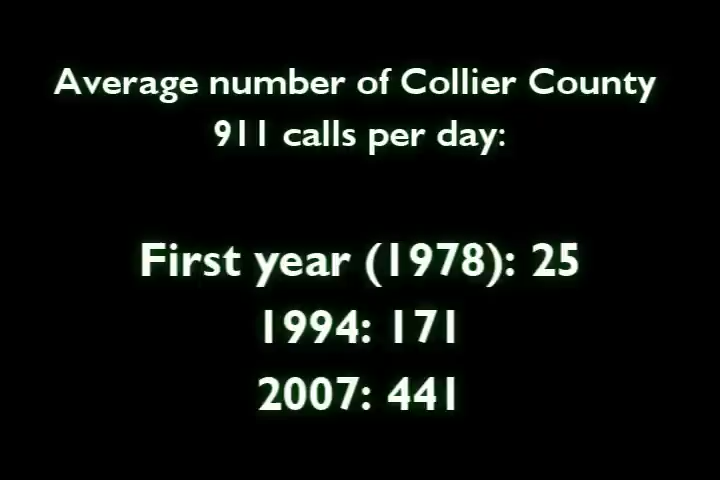 Average number of Collier County
911 calls per day:
First year (1978): 25
1994: 171
2007: 441